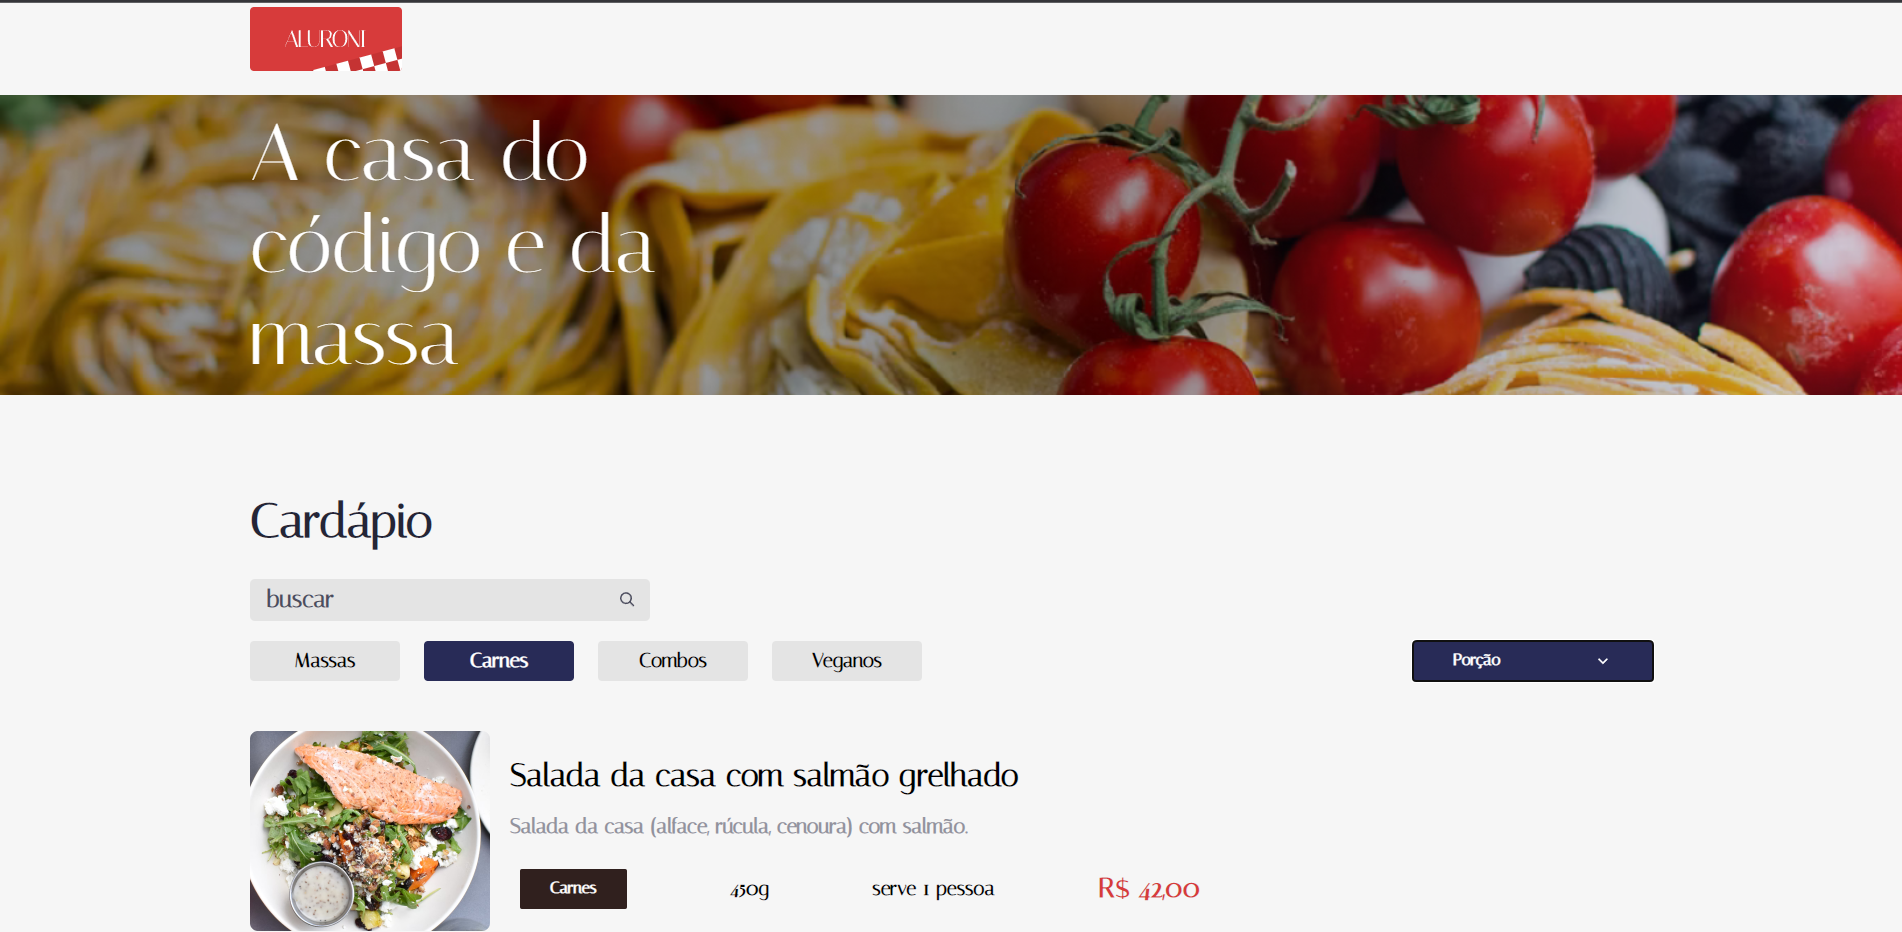 ALURONI
A casa do
código e da
massa
Cardápio
buscar
Massas Carnes Combos Veganos Porção
Salada da casa com salmão grelhado
Salada da casa (alface, rúcula, cenoura) com salmão.
Carnes 450g serve 1 pessoa R$ 42,00